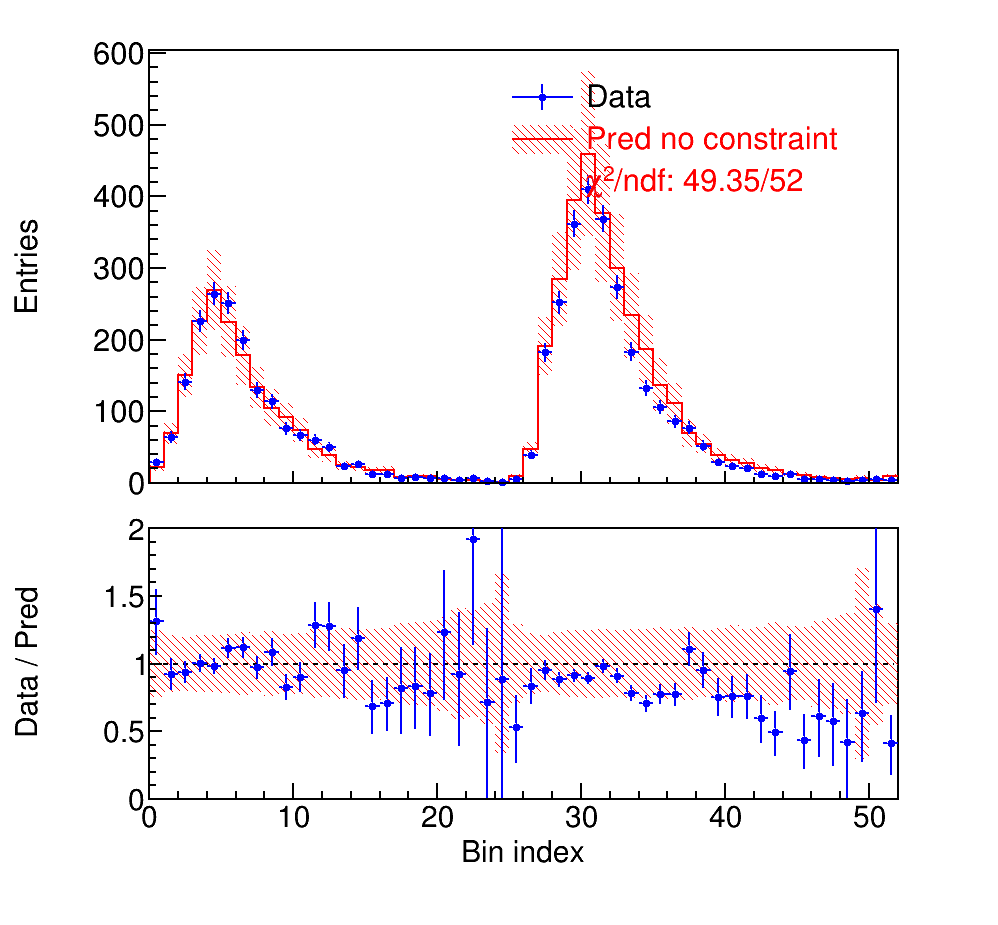 600
500
400
300
200
100
0
Entries
Data
Pred no constraint
χ²/ndf: 49.35/52
2
1.5
1
0.5
0
Data / Pred
0 10 20 30 40 50
Bin index